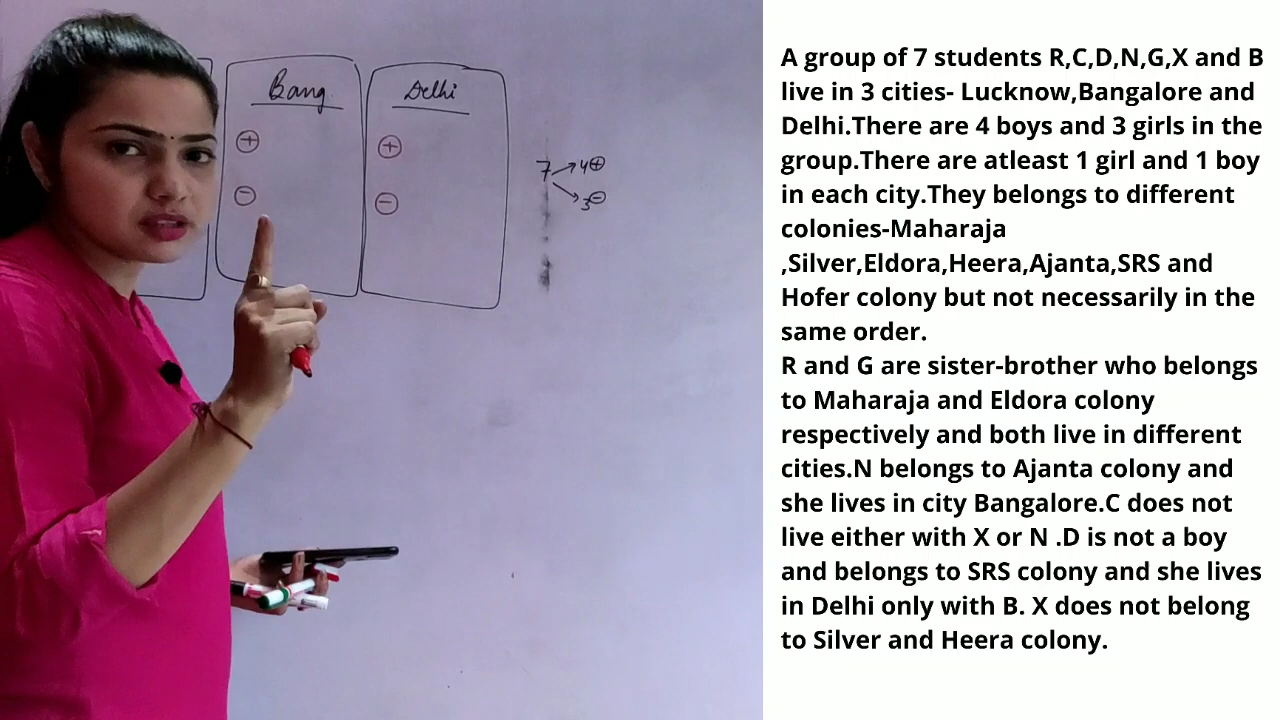 Bang
Delhi
+
+
-
-
7 → 4 +
→ 3 -
A group of 7 students R,C,D,N,G,X and B
live in 3 cities- Lucknow,Bangalore and
Delhi.There are 4 boys and 3 girls in the
group.There are atleast 1 girl and 1 boy
in each city.They belongs to different
colonies-Maharaja
,Silver,Eldora,Heera,Ajanta,SRS and
Hofer colony but not necessarily in the
same order.
R and G are sister-brother who belongs
to Maharaja and Eldora colony
respectively and both live in different
cities.N belongs to Ajanta colony and
she lives in city Bangalore.C does not
live either with X or N .D is not a boy
and belongs to SRS colony and she lives
in Delhi only with B. X does not belong
to Silver and Heera colony.